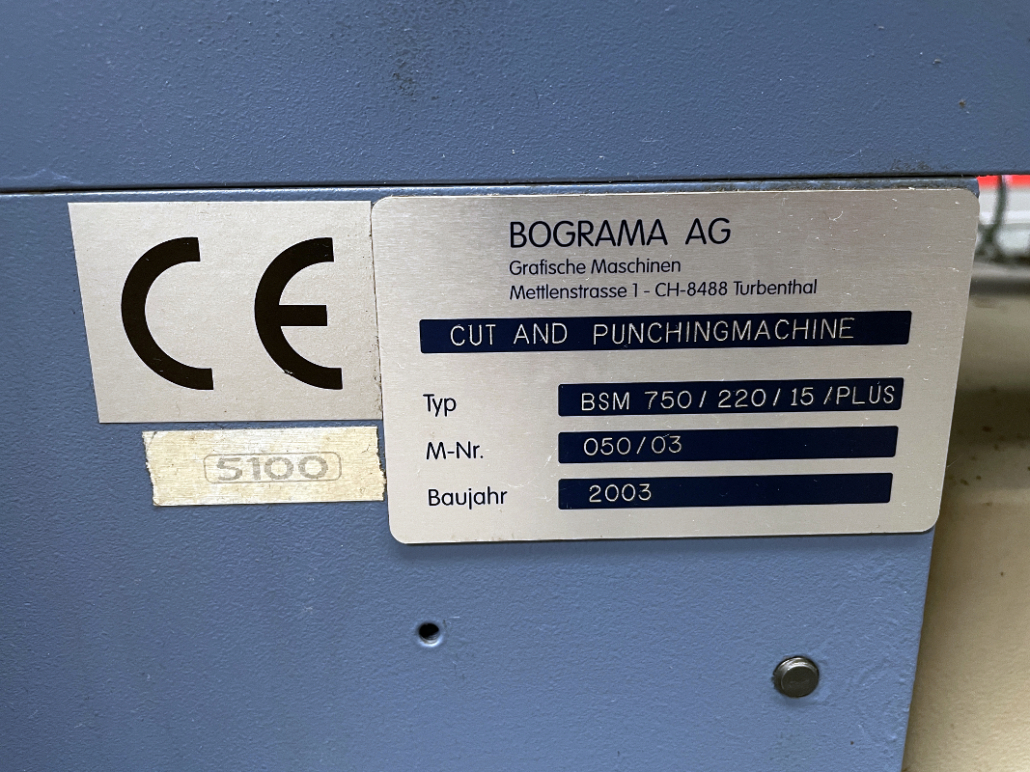 CE
5100
BOGRAMA AG
Grafische Maschinen
Mettlenstrasse 1 - CH-8488 Turbenthal
CUT AND PUNCHINGMACHINE
Typ BSM 750/220/15/PLUS
M-Nr. 050/03
Baujahr 2003